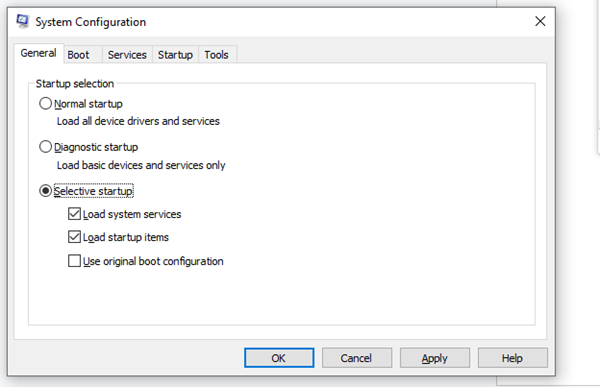 System Configuration
General Boot Services Startup Tools
Startup selection
Normal startup
Load all device drivers and services
Diagnostic startup
Load basic devices and services only
Selective startup
Load system services
Load startup items
Use original boot configuration
OK Cancel Apply Help